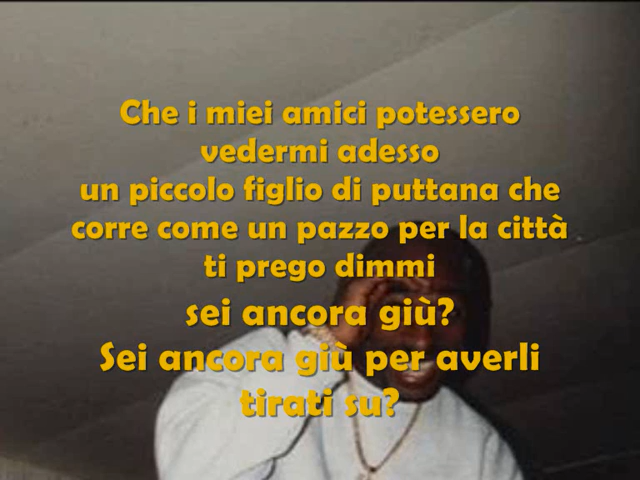 Che i miei amici potessero
vedermi adesso
un piccolo figlio di puttana che
corre come un pazzo per la città
ti prego dimmi
sei ancora giù?
Sei ancora giù per averli
tirati su?